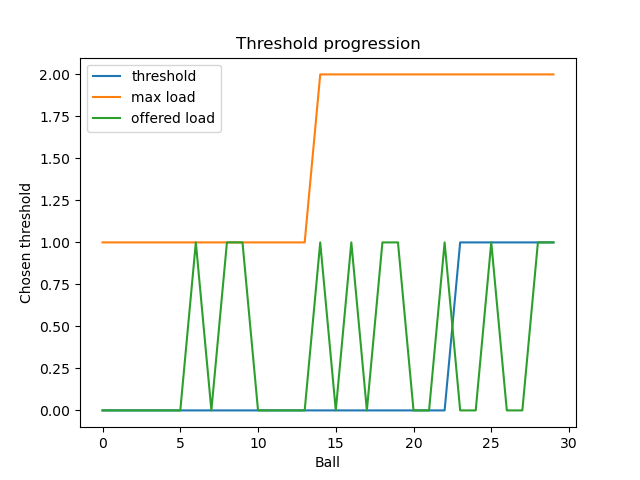 Threshold progression
threshold
max load
offered load
2.00
1.75
1.50
1.25
1.00
0.75
0.50
0.25
0.00
Chosen threshold
0 5 10 15 20 25 30
Ball